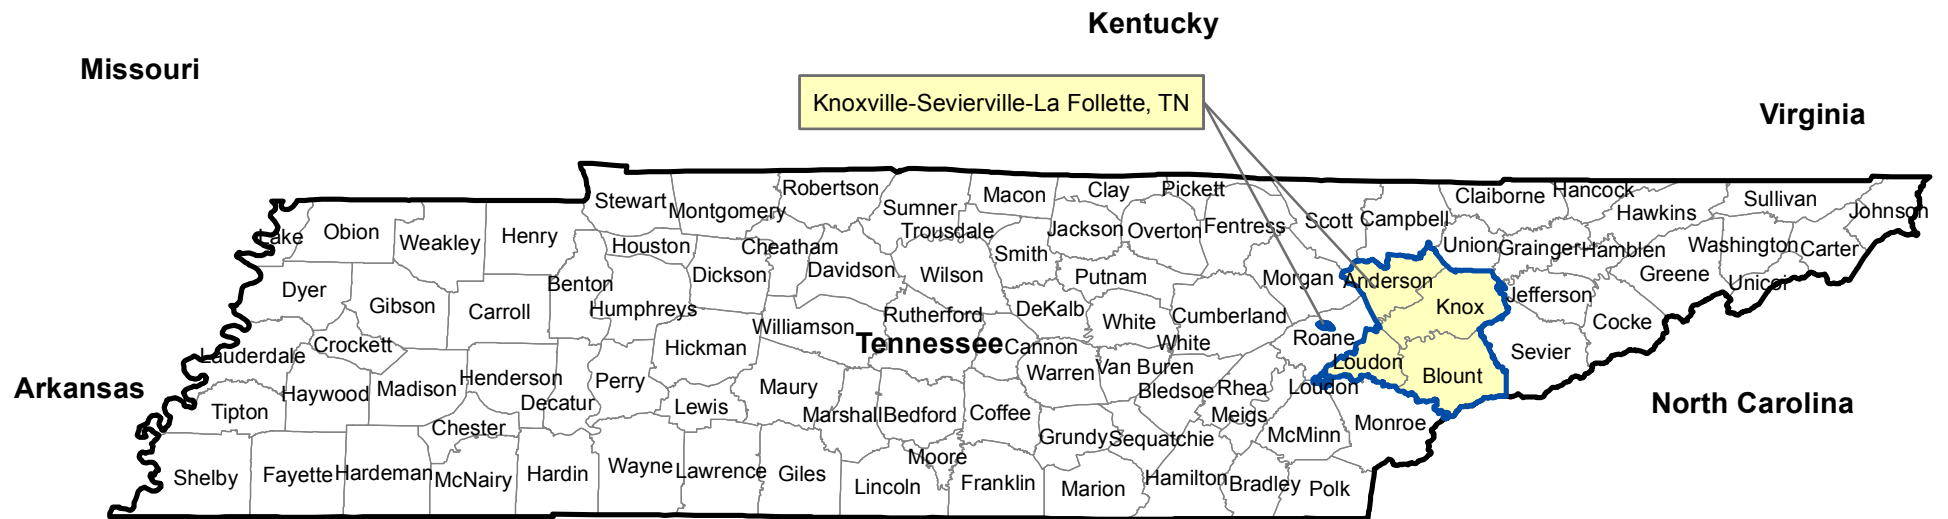 Kentucky
Missouri
Knoxville-Sevierville-La Follette, TN
Virginia
Stewart
Montgomery
Robertson
Sumner
Trousdale
Macon
Clay
Pickett
Claiborne
Hancock
Sullivan
Johnson
Lake
Obion
Weakley
Henry
Houston
Cheatham
Smith
Jackson
Overton
Fentress
Scott
Campbell
Union
Grainger
Hamblen
Hawkins
Washington
Carter
Greene
Unicoi
Dyer
Gibson
Carroll
Benton
Humphreys
Dickson
Davidson
Wilson
Putnam
Morgan
Anderson
Knox
Jefferson
Cocke
Lauderdale
Crockett
Williamson
Rutherford
DeKalb
White
Cumberland
White
Roane
Sevier
Tennessee
Cannon
Hickman
Arkansas
Tipton
Haywood
Madison
Henderson
Decatur
Perry
Lewis
Maury
Marshall
Bedford
Coffee
Warren
Van Buren
Bledsoe
Rhea
Meigs
Loudon
Loudon
Blount
North Carolina
Chester
Grundy
Sequatchie
McMinn
Monroe
Shelby
Fayette
Hardeman
McNairy
Hardin
Wayne
Lawrence
Giles
Moore
Lincoln
Franklin
Marion
Hamilton
Bradley
Polk